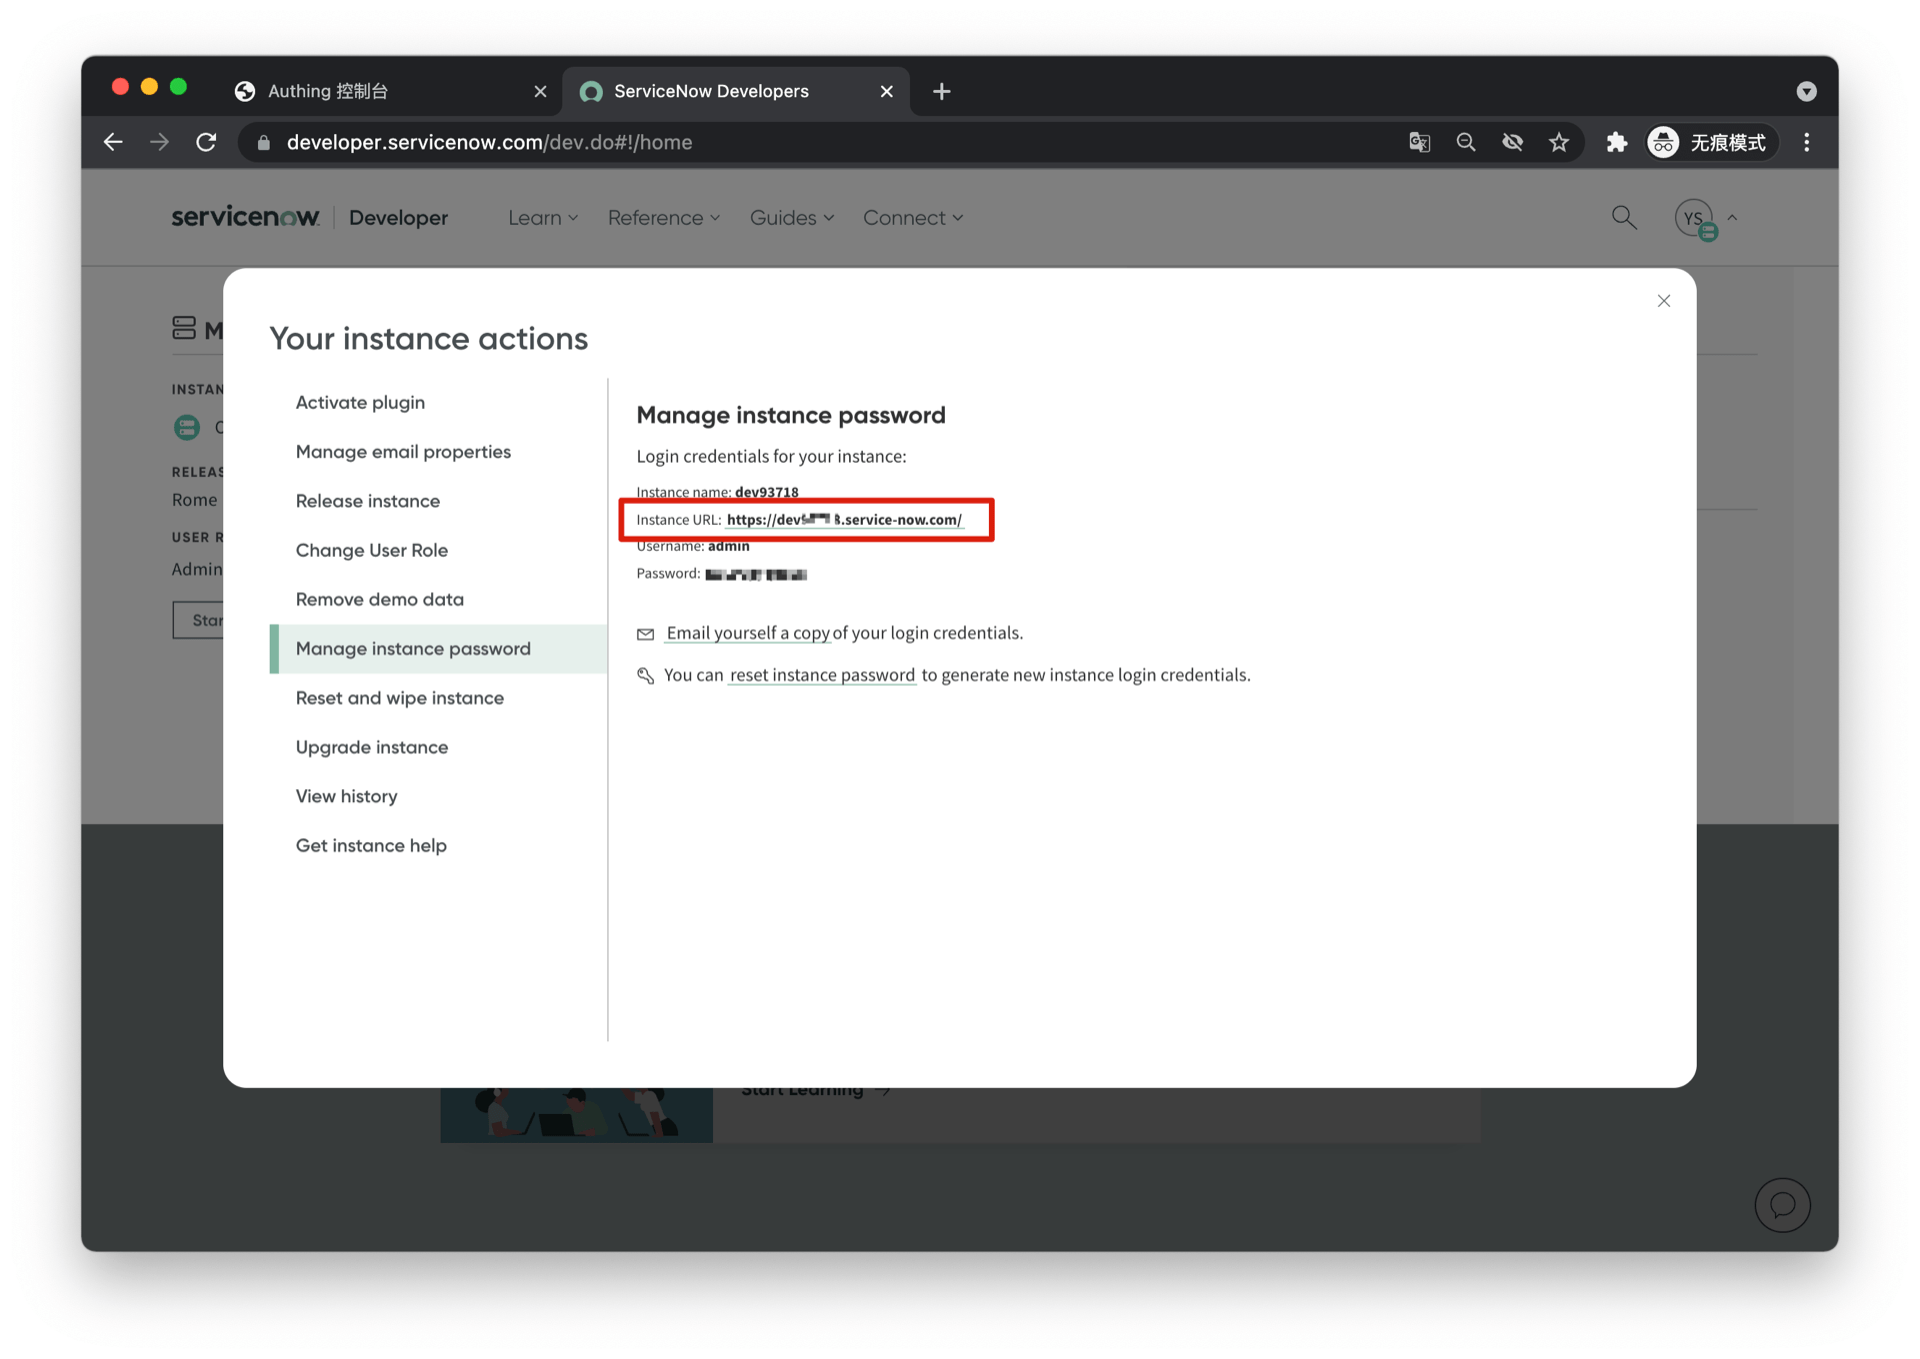 Authing 控制台
ServiceNow Developers
developer.servicenow.com/dev.do#!/home
无痕模式
servicenow
Developer
Learn
Reference
Guides
Connect
YS
M
INSTAN
RELEAS
Rome
USER R
Admin
Star
Your instance actions
Activate plugin
Manage email properties
Release instance
Change User Role
Remove demo data
Manage instance password
Reset and wipe instance
Upgrade instance
View history
Get instance help
Manage instance password
Login credentials for your instance:
Instance name: dev93718
Instance URL: https://dev 8.service-now.com/
Username: admin
Password:
Email yourself a copy of your login credentials.
You can reset instance password to generate new instance login credentials.
Start Learning →